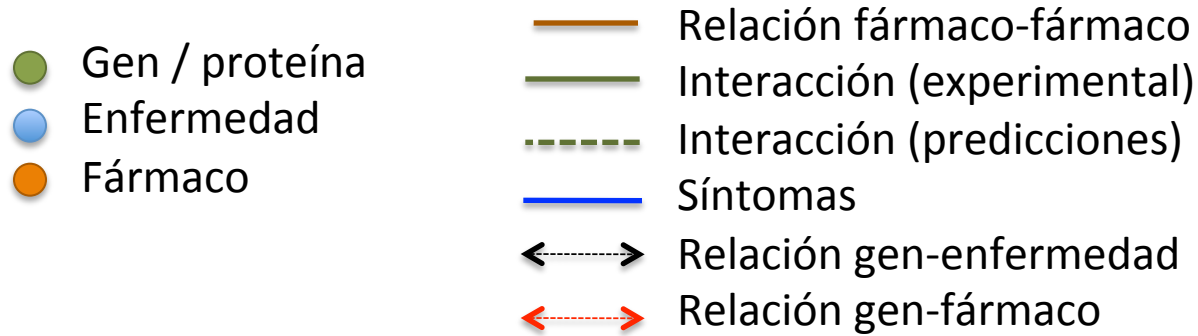 Gen / proteína
Enfermedad
Fármaco
Relación fármaco-fármaco
Interacción (experimental)
Interacción (predicciones)
Síntomas
Relación gen-enfermedad
Relación gen-fármaco